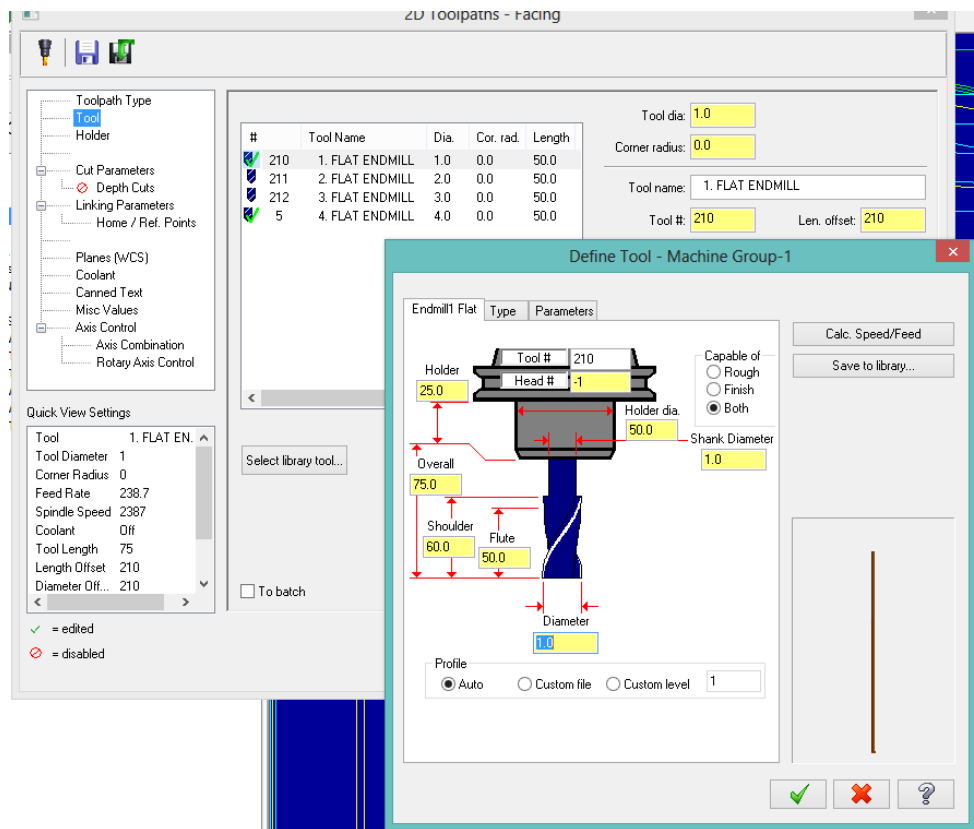 2D Toolpaths - Facing
Toolpath Type
Tool
Holder
Cut Parameters
Depth Cuts
Linking Parameters
Home / Ref. Points
Planes (WCS)
Coolant
Canned Text
Misc Values
Axis Control
Axis Combination
Rotary Axis Control
Quick View Settings
Tool 1. FLAT EN.
Tool Diameter 1
Corner Radius 0
Feed Rate 238.7
Spindle Speed 2387
Coolant Off
Tool Length 75
Length Offset 210
Diameter Off... 210
= edited
= disabled
# Tool Name Dia. Cor. rad. Length
210 1. FLAT ENDMILL 1.0 0.0 50.0
211 2. FLAT ENDMILL 2.0 0.0 50.0
212 3. FLAT ENDMILL 3.0 0.0 50.0
5 4. FLAT ENDMILL 4.0 0.0 50.0
Select library tool...
To batch
Tool dia: 1.0
Corner radius: 0.0
Tool name: 1. FLAT ENDMILL
Tool #: 210 Len. offset: 210
Define Tool - Machine Group-1
Endmill1 Flat Type Parameters
Calc. Speed/Feed
Save to library...
Tool # 210
Head # -1
Holder
25.0
Capable of
Rough
Finish
Both
Holder dia.
50.0
Shank Diameter
1.0
Overall
75.0
Shoulder
60.0
Flute
50.0
Diameter
1.0
Profile
Auto Custom file Custom level 1